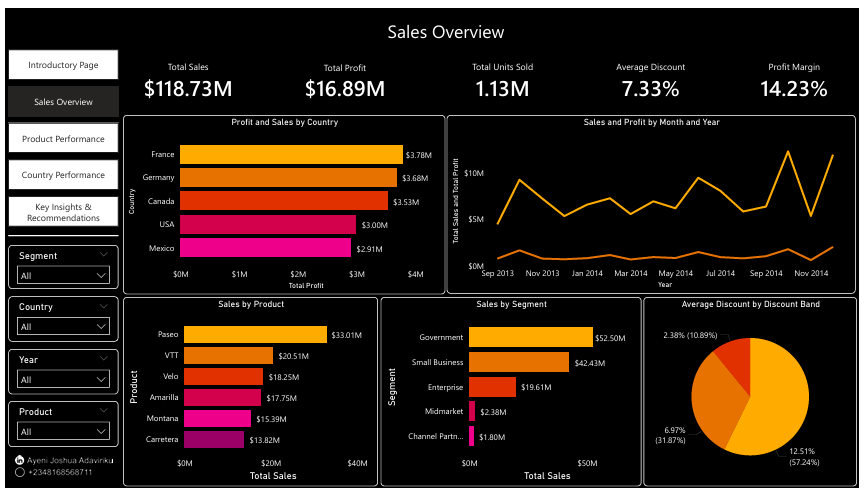 Sales Overview
Introductory Page
Sales Overview
Product Performance
Country Performance
Key Insights &
Recommendations
Segment
All
Country
All
Year
All
Product
All
Ayeni Joshua Adavinku
+2348168568711
Total Sales
$118.73M
Total Profit
$16.89M
Total Units Sold
1.13M
Average Discount
7.33%
Profit Margin
14.23%
Profit and Sales by Country
Country
France
$3.78M
Germany
$3.68M
Canada
$3.53M
USA
$3.00M
Mexico
$2.91M
$0M $1M $2M $3M $4M
Total Profit
Sales and Profit by Month and Year
Total Sales and Total Profit
$10M
$5M
$0M
Sep 2013 Nov 2013 Jan 2014 Mar 2014 May 2014 Jul 2014 Sep 2014 Nov 2014
Year
Sales by Product
Product
Paseo $33.01M
VTT $20.51M
Velo $18.25M
Amarilla $17.75M
Montana $15.39M
Carretera $13.82M
$0M $20M $40M
Total Sales
Sales by Segment
Segment
Government $52.50M
Small Business $42.43M
Enterprise $19.61M
Midmarket $2.38M
Channel Partn... $1.80M
$0M $50M
Total Sales
Average Discount by Discount Band
2.38% (10.89%)
6.97%
(31.87%)
12.51%
(57.24%)